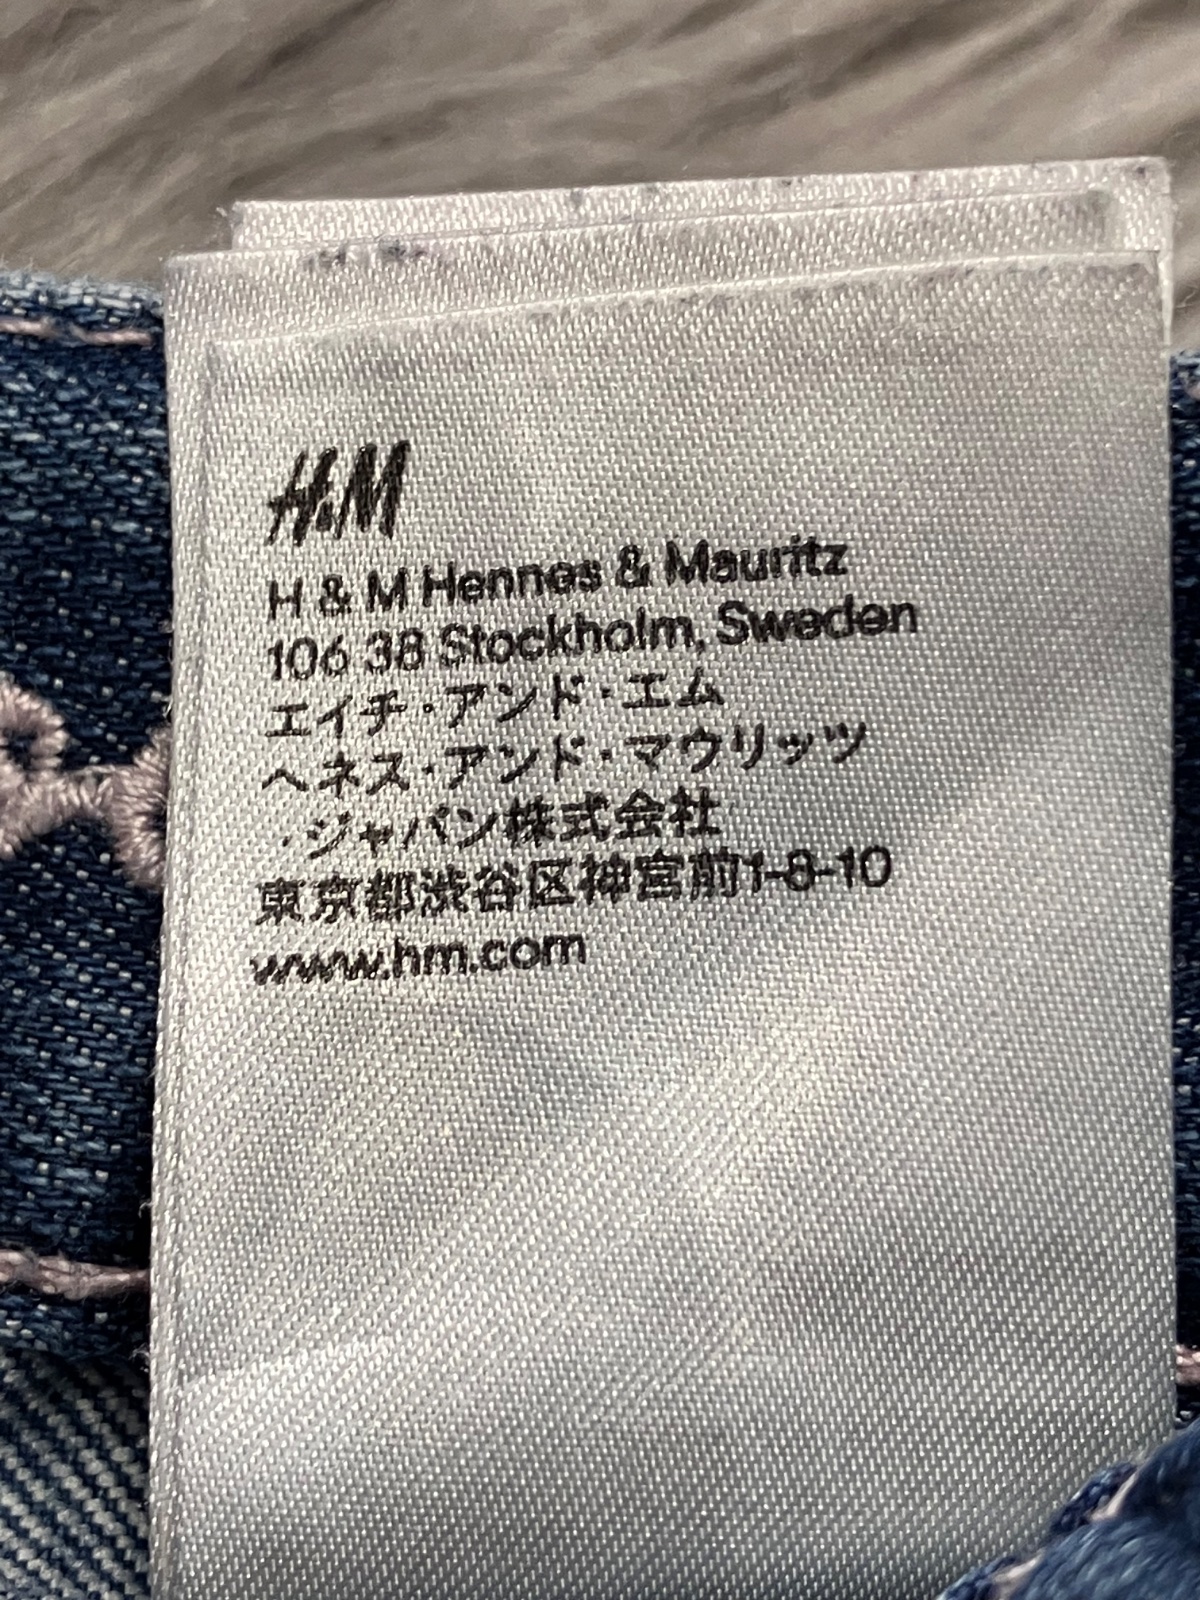 H&M
H & M Hennes & Mauritz
106 38 Stockholm, Sweden
エイチ・アンド・エム
ヘネス・アンド・マウリッツ
・ジャパン株式会社
東京都渋谷区神宮前1-8-10
www.hm.com